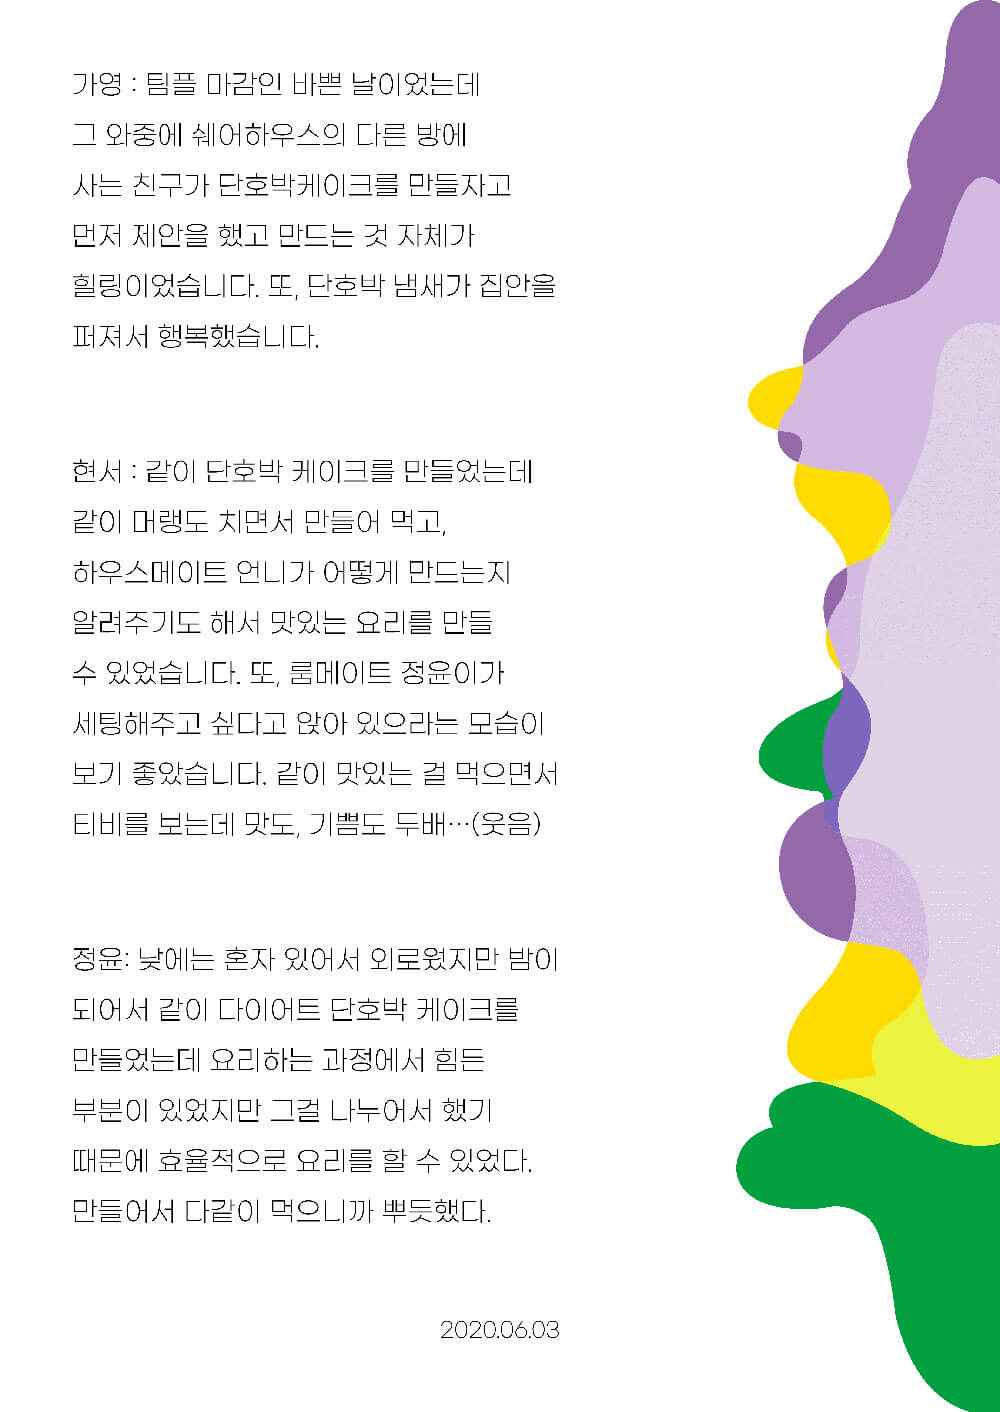 가영 : 팀플 마감인 바쁜 날이었는데
그 와중에 쉐어하우스의 다른 방에
사는 친구가 단호박케이크를 만들자고
먼저 제안을 했고 만드는 것 자체가
힐링이었습니다. 또, 단호박 냄새가 집안을
퍼져서 행복했습니다.
현서 : 같이 단호박 케이크를 만들었는데
같이 머랭도 치면서 만들어 먹고,
하우스메이트 언니가 어떻게 만드는지
알려주기도 해서 맛있는 요리를 만들
수 있었습니다. 또, 룸메이트 정윤이가
세팅해주고 싶다고 앉아 있으라는 모습이
보기 좋았습니다. 같이 맛있는 걸 먹으면서
티비를 보는데 맛도, 기쁨도 두배…(웃음)
정윤: 낮에는 혼자 있어서 외로웠지만 밤이
되어서 같이 다이어트 단호박 케이크를
만들었는데 요리하는 과정에서 힘든
부분이 있었지만 그걸 나누어서 했기
때문에 효율적으로 요리를 할 수 있었다.
만들어서 다같이 먹으니까 뿌듯했다.
2020.06.03